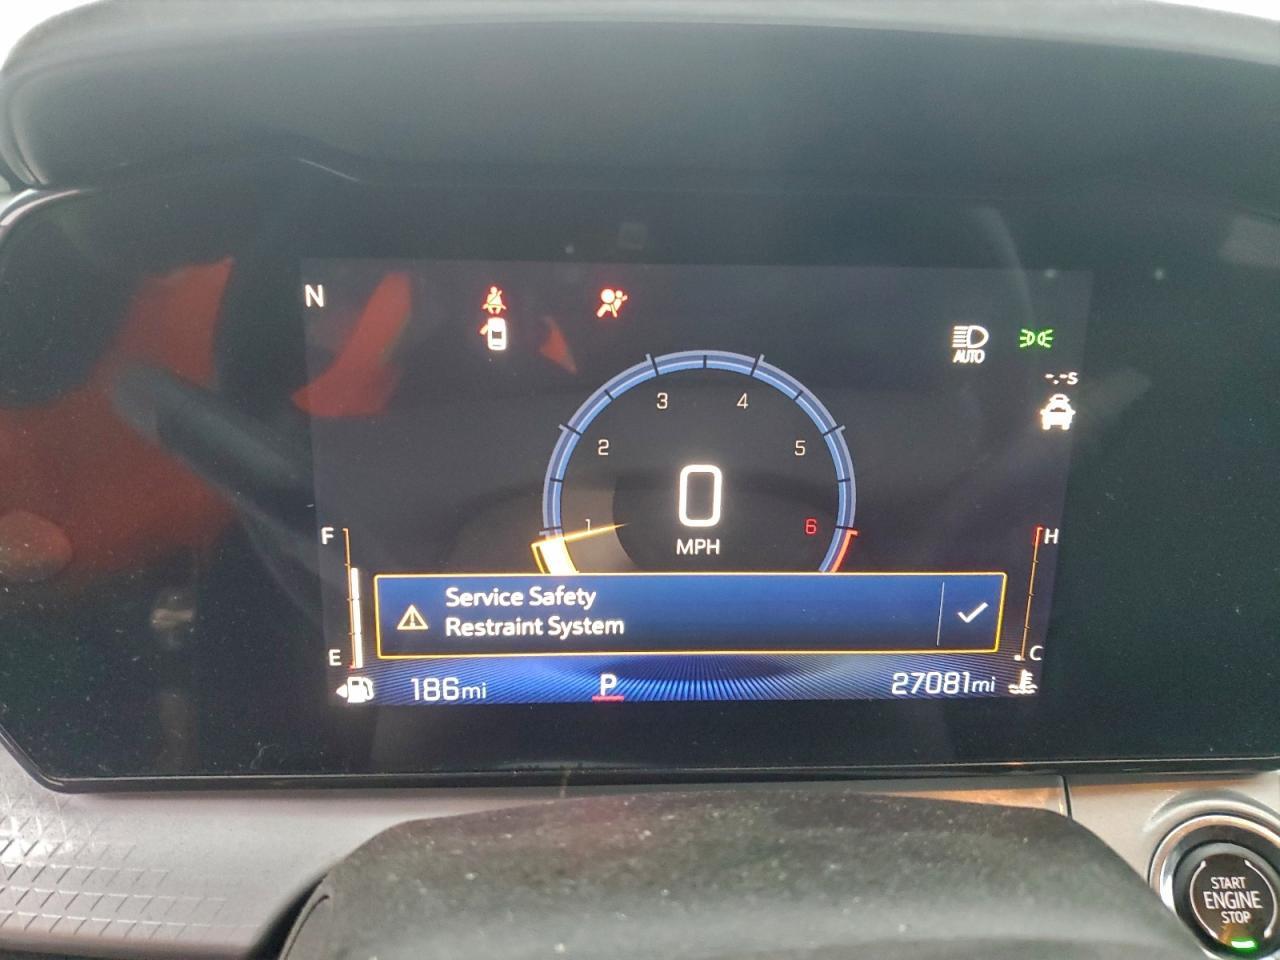 N
AUTO
-.-s
3
4
2
5
1
0
6
MPH
F
H
Service Safety
Restraint System
E
C
186mi
P
27081mi
START
ENGINE
STOP